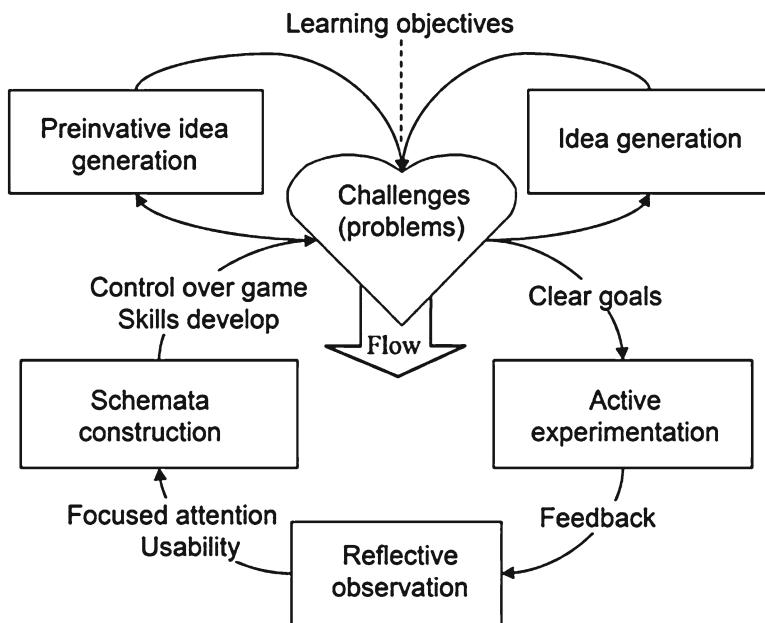 Learning objectives
Preinvative idea
generation
Idea generation
Challenges
(problems)
Control over game
Skills develop
Clear goals
Flow
Schemata
construction
Active
experimentation
Focused attention
Usability
Feedback
Reflective
observation